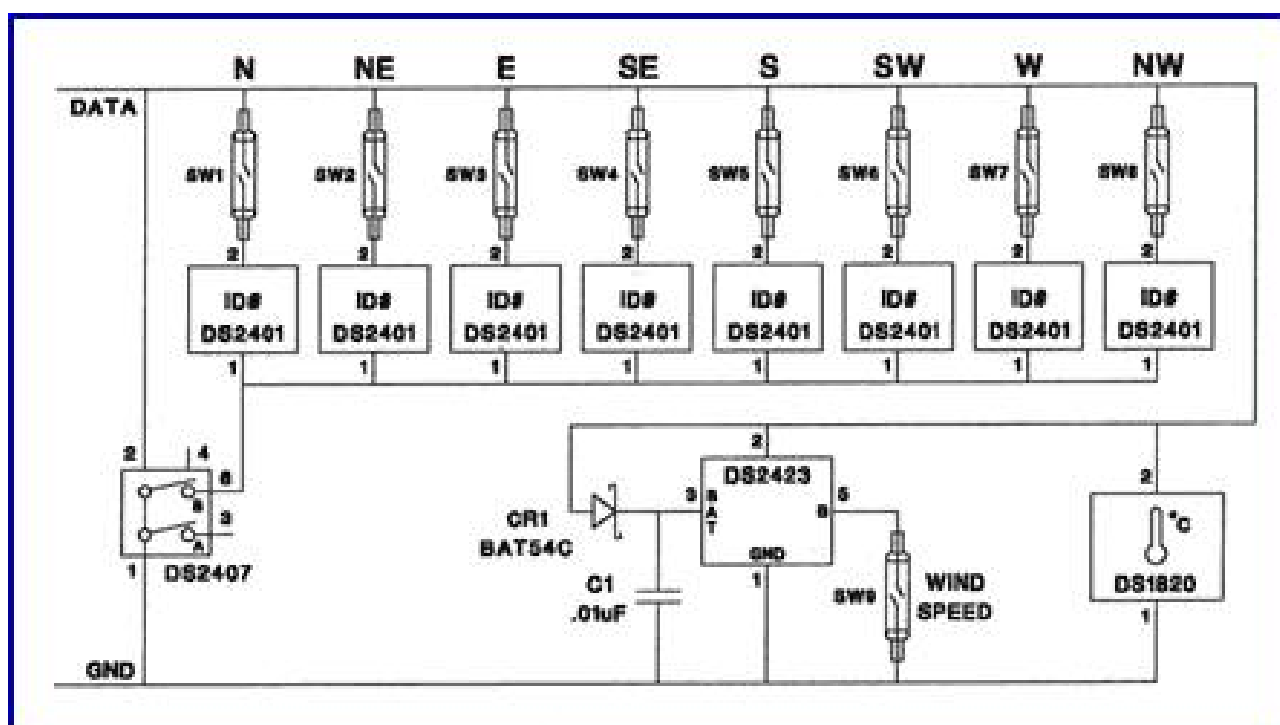 N NE E SE S SW W NW
DATA
SW1 SW2 SW3 SW4 SW5 SW6 SW7 SW8
2 2 2 2 2 2 2 2
ID# ID# ID# ID# ID# ID# ID# ID#
DS2401 DS2401 DS2401 DS2401 DS2401 DS2401 DS2401 DS2401
1 1 1 1 1 1 1 1
2 4
6
B
3
A
1 DS2407
2
DS2423
3 BAT B 5
GND
1
CR1
BAT54C
C1
.01uF
SW9
WIND
SPEED
2
°C
DS1820
1
GND